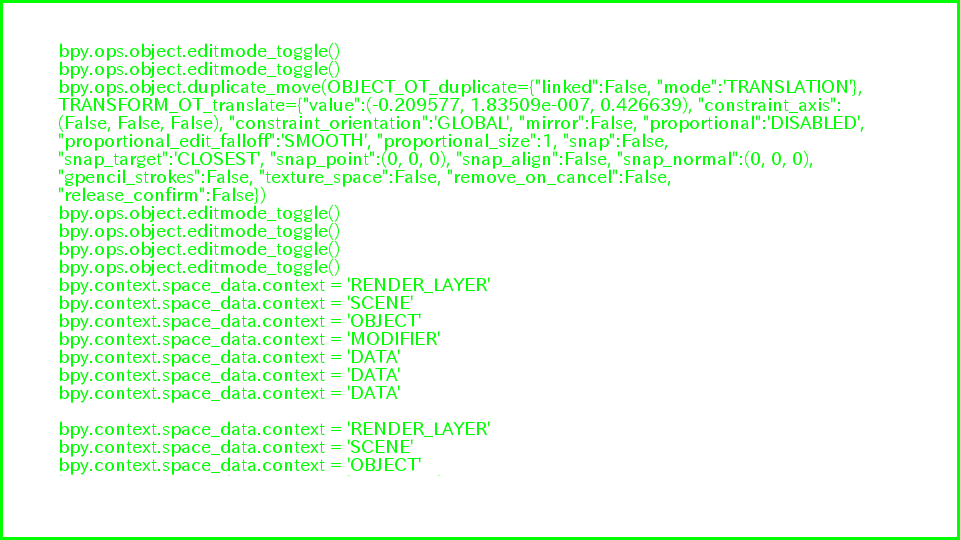 bpy.ops.object.editmode_toggle()
bpy.ops.object.editmode_toggle()
bpy.ops.object.duplicate_move(OBJECT_OT_duplicate={"linked":False, "mode":'TRANSLATION'},
TRANSFORM_OT_translate={"value":(-0.209577, 1.83509e-007, 0.426639), "constraint_axis":
(False, False, False), "constraint_orientation":'GLOBAL', "mirror":False, "proportional":'DISABLED',
"proportional_edit_falloff":'SMOOTH', "proportional_size":1, "snap":False,
"snap_target":'CLOSEST', "snap_point":(0, 0, 0), "snap_align":False, "snap_normal":(0, 0, 0),
"gpencil_strokes":False, "texture_space":False, "remove_on_cancel":False,
"release_confirm":False})
bpy.ops.object.editmode_toggle()
bpy.ops.object.editmode_toggle()
bpy.ops.object.editmode_toggle()
bpy.ops.object.editmode_toggle()
bpy.context.space_data.context = 'RENDER_LAYER'
bpy.context.space_data.context = 'SCENE'
bpy.context.space_data.context = 'OBJECT'
bpy.context.space_data.context = 'MODIFIER'
bpy.context.space_data.context = 'DATA'
bpy.context.space_data.context = 'DATA'
bpy.context.space_data.context = 'DATA'
bpy.context.space_data.context = 'RENDER_LAYER'
bpy.context.space_data.context = 'SCENE'
bpy.context.space_data.context = 'OBJECT'